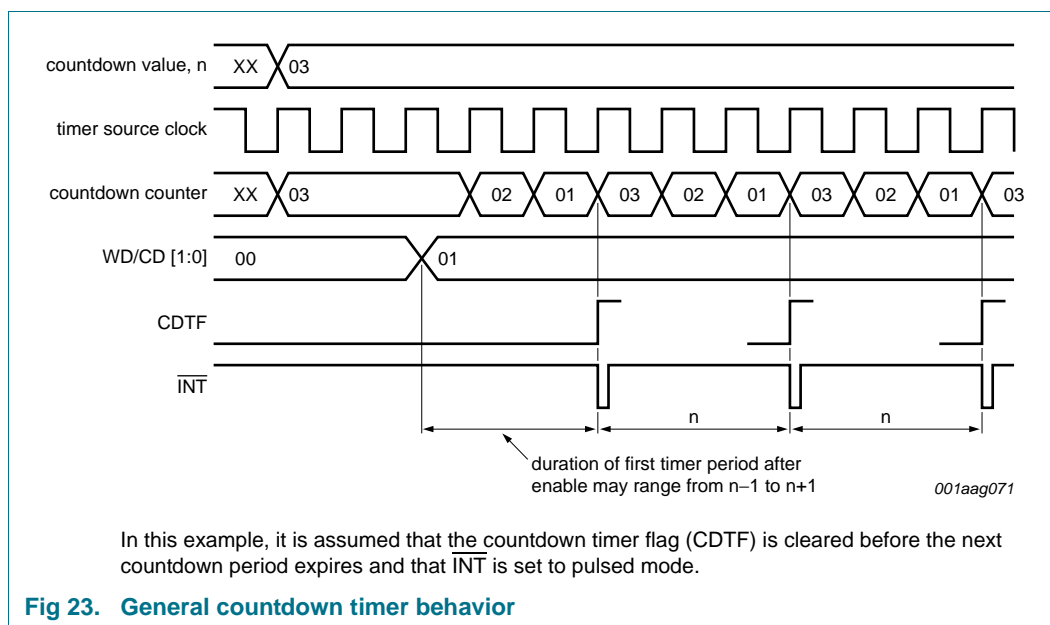 countdown value, n XX 03
timer source clock
countdown counter XX 03 02 01 03 02 01 03 02 01 03
WD/CD [1:0] 00 01
CDTF
INT
n n
duration of first timer period after
enable may range from n−1 to n+1
001aag071
In this example, it is assumed that the countdown timer flag (CDTF) is cleared before the next
countdown period expires and that INT is set to pulsed mode.
Fig 23. General countdown timer behavior